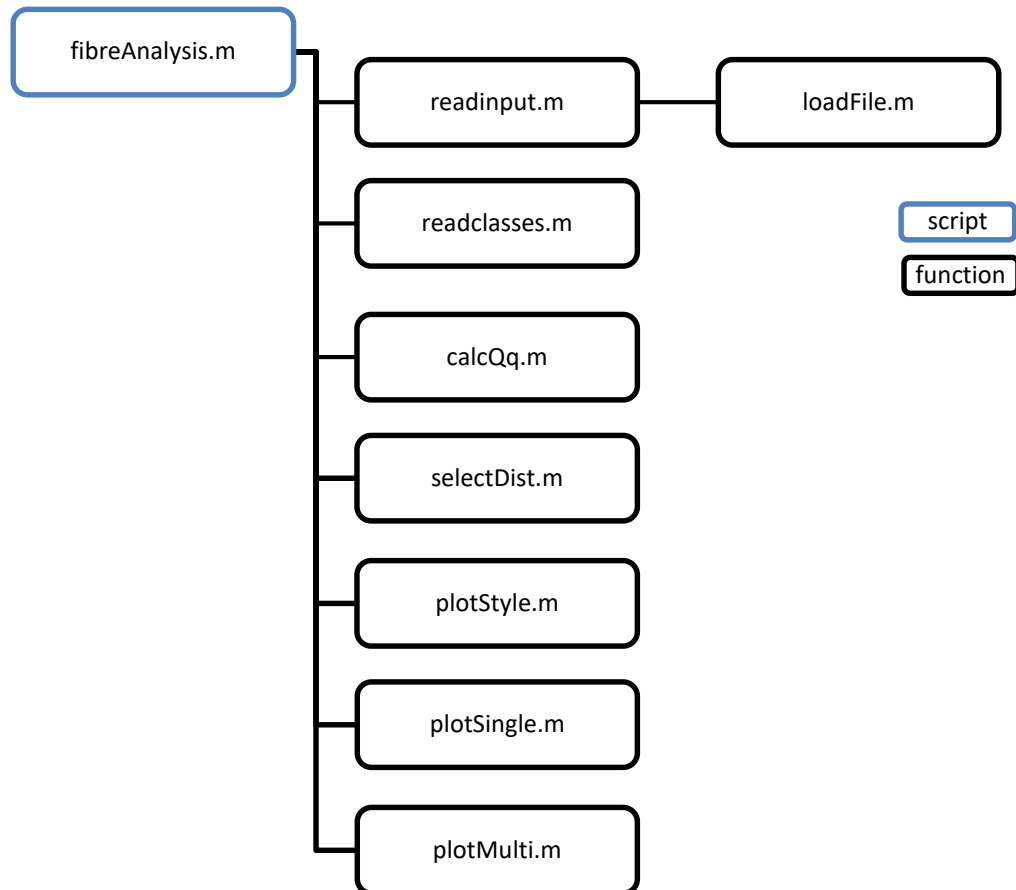 fibreAnalysis.m
readinput.m
loadFile.m
readclasses.m
script
function
calcQq.m
selectDist.m
plotStyle.m
plotSingle.m
plotMulti.m